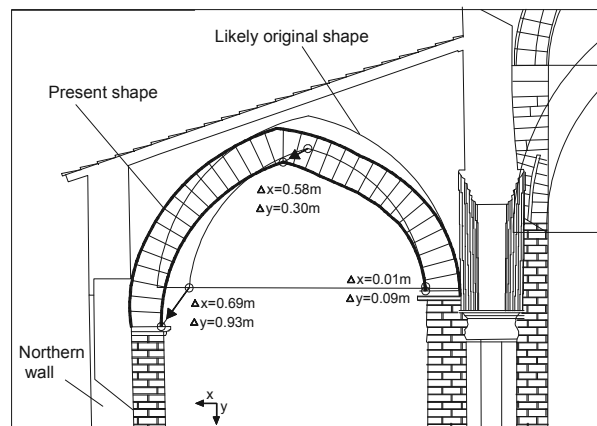 Likely original shape
Present shape
Δx=0.58m
Δy=0.30m
Δx=0.01m
Δy=0.09m
Δx=0.69m
Δy=0.93m
Northern
wall
x
y